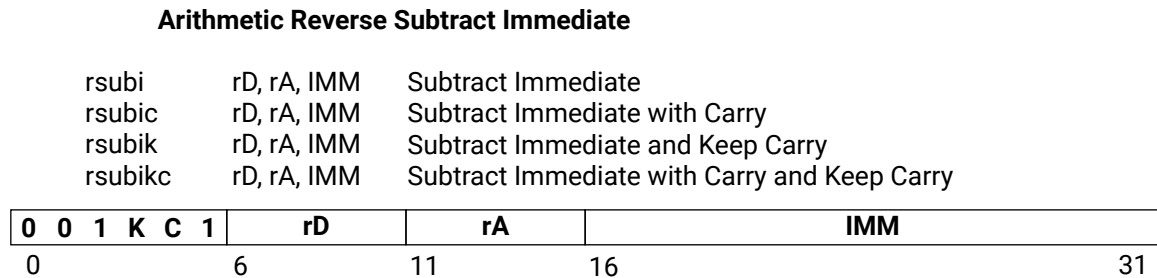 Arithmetic Reverse Subtract Immediate
rsubi rD, rA, IMM Subtract Immediate
rsubic rD, rA, IMM Subtract Immediate with Carry
rsubik rD, rA, IMM Subtract Immediate and Keep Carry
rsubikc rD, rA, IMM Subtract Immediate with Carry and Keep Carry
0 0 1 K C 1 rD rA IMM
0 6 11 16 31